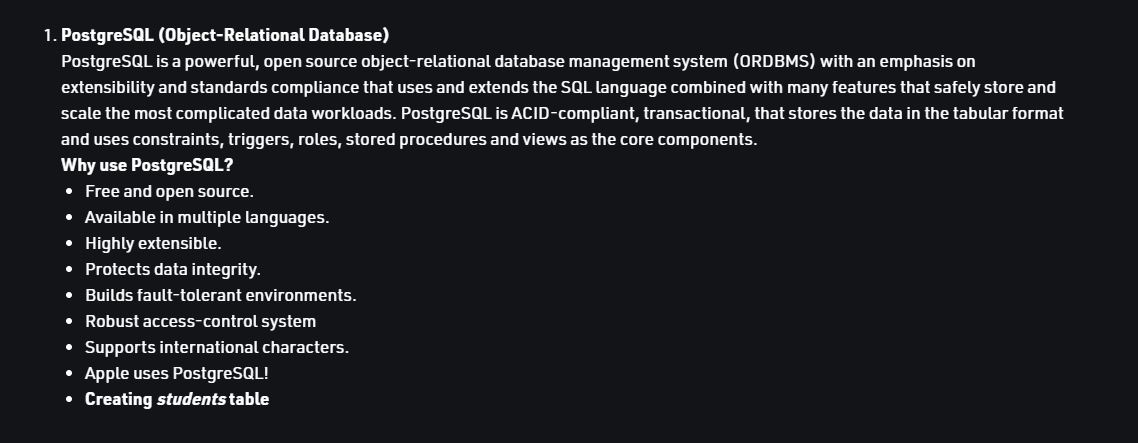 1. PostgreSQL (Object-Relational Database)
PostgreSQL is a powerful, open source object-relational database management system (ORDBMS) with an emphasis on
extensibility and standards compliance that uses and extends the SQL language combined with many features that safely store and
scale the most complicated data workloads. PostgreSQL is ACID-compliant, transactional, that stores the data in the tabular format
and uses constraints, triggers, roles, stored procedures and views as the core components.
Why use PostgreSQL?
• Free and open source.
• Available in multiple languages.
• Highly extensible.
• Protects data integrity.
• Builds fault-tolerant environments.
• Robust access-control system
• Supports international characters.
• Apple uses PostgreSQL!
• Creating students table